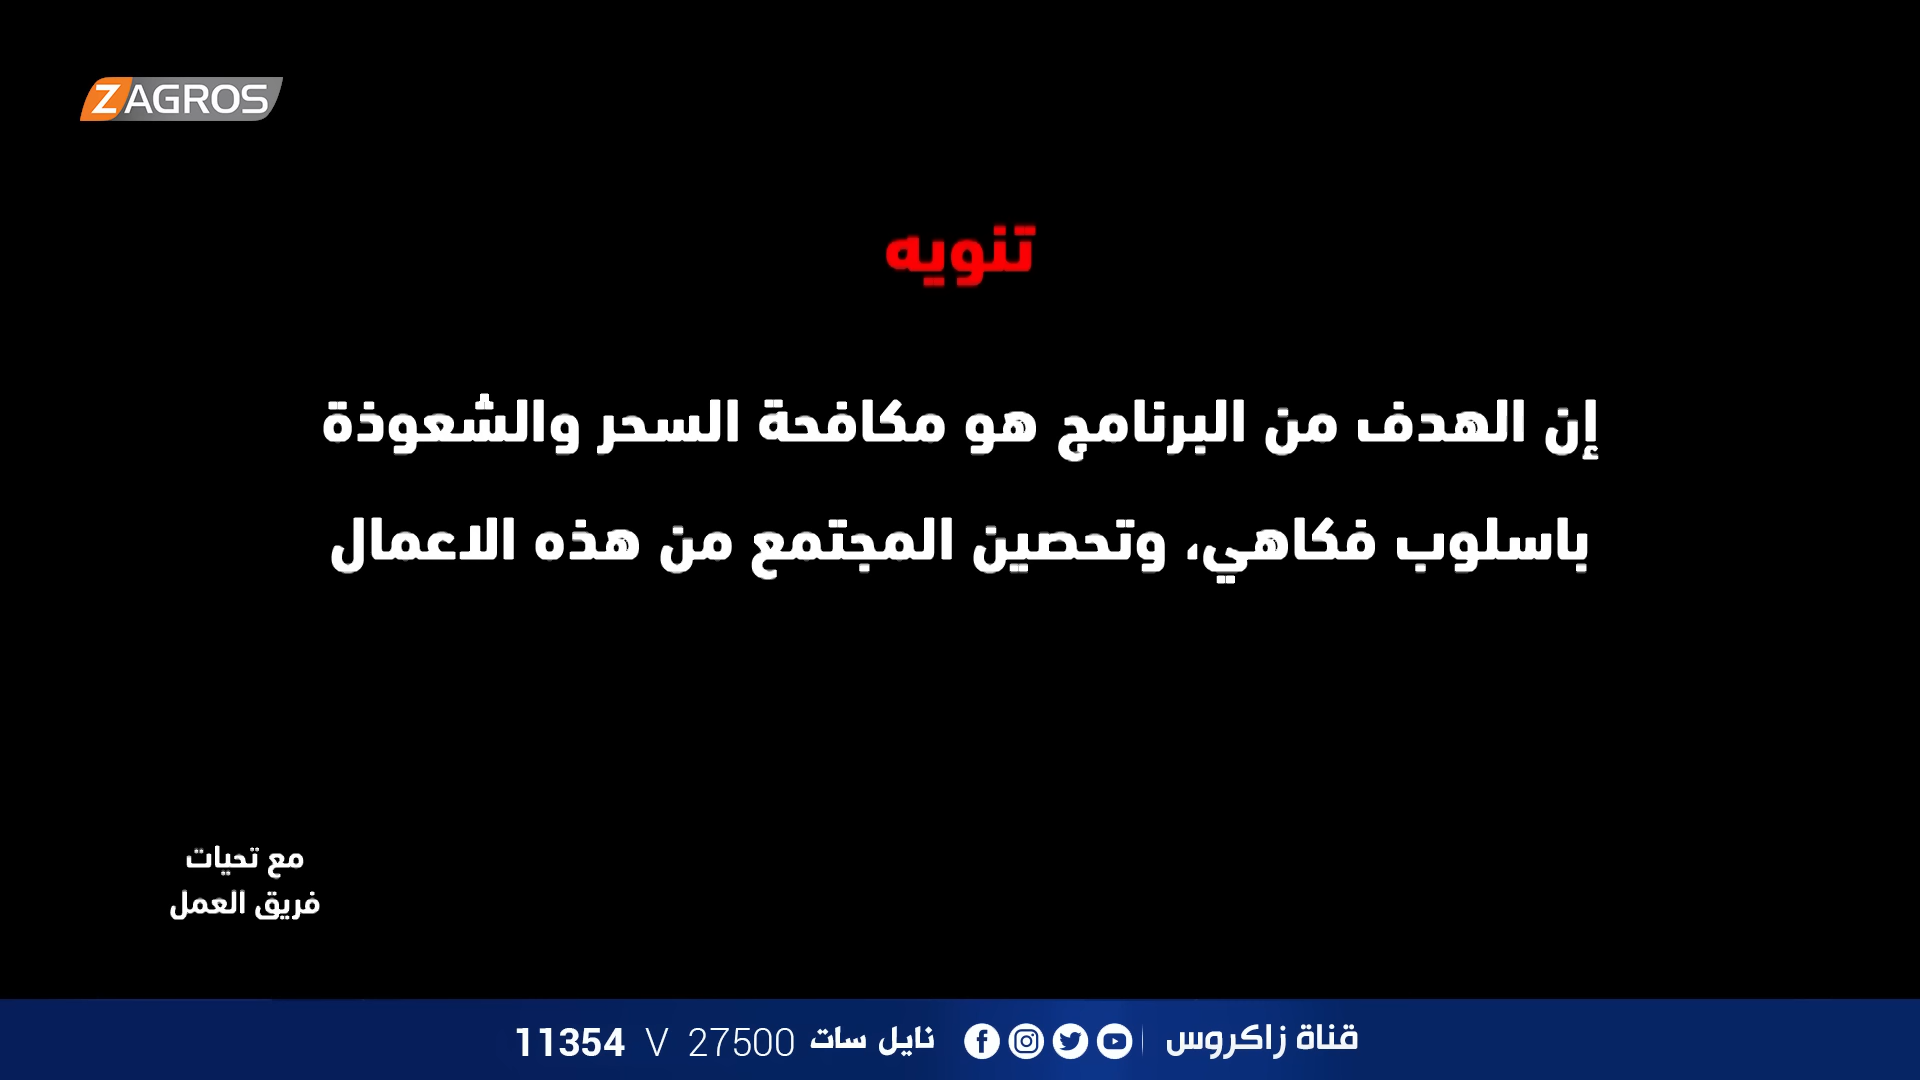 ZAGROS
تنويه
إن الهدف من البرنامج هو مكافحة السحر والشعوذة
باسلوب فكاهي، وتحصين المجتمع من هذه الاعمال
مع تحيات
فريق العمل
قناة زاكروس نايل سات 27500 V 11354